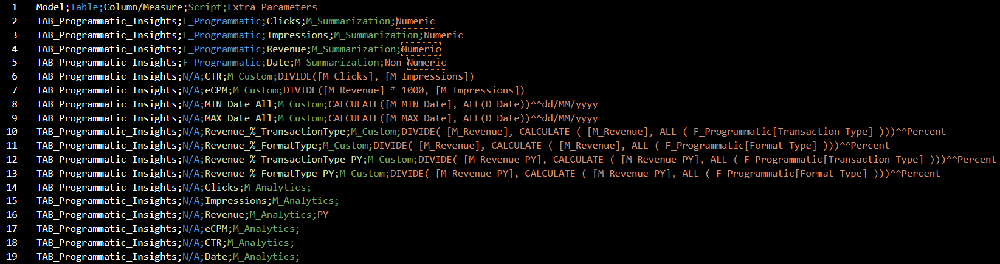 1 Model;Table;Column/Measure;Script;Extra Parameters
2 TAB_Programmatic_Insights;F_Programmatic;Clicks;M_Summarization;Numeric
3 TAB_Programmatic_Insights;F_Programmatic;Impressions;M_Summarization;Numeric
4 TAB_Programmatic_Insights;F_Programmatic;Revenue;M_Summarization;Numeric
5 TAB_Programmatic_Insights;F_Programmatic;Date;M_Summarization;Non-Numeric
6 TAB_Programmatic_Insights;N/A;CTR;M_Custom;DIVIDE([M_Clicks], [M_Impressions])
7 TAB_Programmatic_Insights;N/A;eCPM;M_Custom;DIVIDE([M_Revenue] * 1000, [M_Impressions])
8 TAB_Programmatic_Insights;N/A;MIN_Date_All;M_Custom;CALCULATE([M_MIN_Date], ALL(D_Date))^^dd/MM/yyyy
9 TAB_Programmatic_Insights;N/A;MAX_Date_All;M_Custom;CALCULATE([M_MAX_Date], ALL(D_Date))^^dd/MM/yyyy
10 TAB_Programmatic_Insights;N/A;Revenue_%_TransactionType;M_Custom;DIVIDE( [M_Revenue], CALCULATE ( [M_Revenue], ALL ( F_Programmatic[Transaction Type] )))^^Percent
11 TAB_Programmatic_Insights;N/A;Revenue_%_FormatType;M_Custom;DIVIDE( [M_Revenue], CALCULATE ( [M_Revenue], ALL ( F_Programmatic[Format Type] )))^^Percent
12 TAB_Programmatic_Insights;N/A;Revenue_%_TransactionType_PY;M_Custom;DIVIDE( [M_Revenue_PY], CALCULATE ( [M_Revenue_PY], ALL ( F_Programmatic[Transaction Type] )))^^Percent
13 TAB_Programmatic_Insights;N/A;Revenue_%_FormatType_PY;M_Custom;DIVIDE( [M_Revenue_PY], CALCULATE ( [M_Revenue_PY], ALL ( F_Programmatic[Format Type] )))^^Percent
14 TAB_Programmatic_Insights;N/A;Clicks;M_Analytics;
15 TAB_Programmatic_Insights;N/A;Impressions;M_Analytics;
16 TAB_Programmatic_Insights;N/A;Revenue;M_Analytics;PY
17 TAB_Programmatic_Insights;N/A;eCPM;M_Analytics;
18 TAB_Programmatic_Insights;N/A;CTR;M_Analytics;
19 TAB_Programmatic_Insights;N/A;Date;M_Analytics;